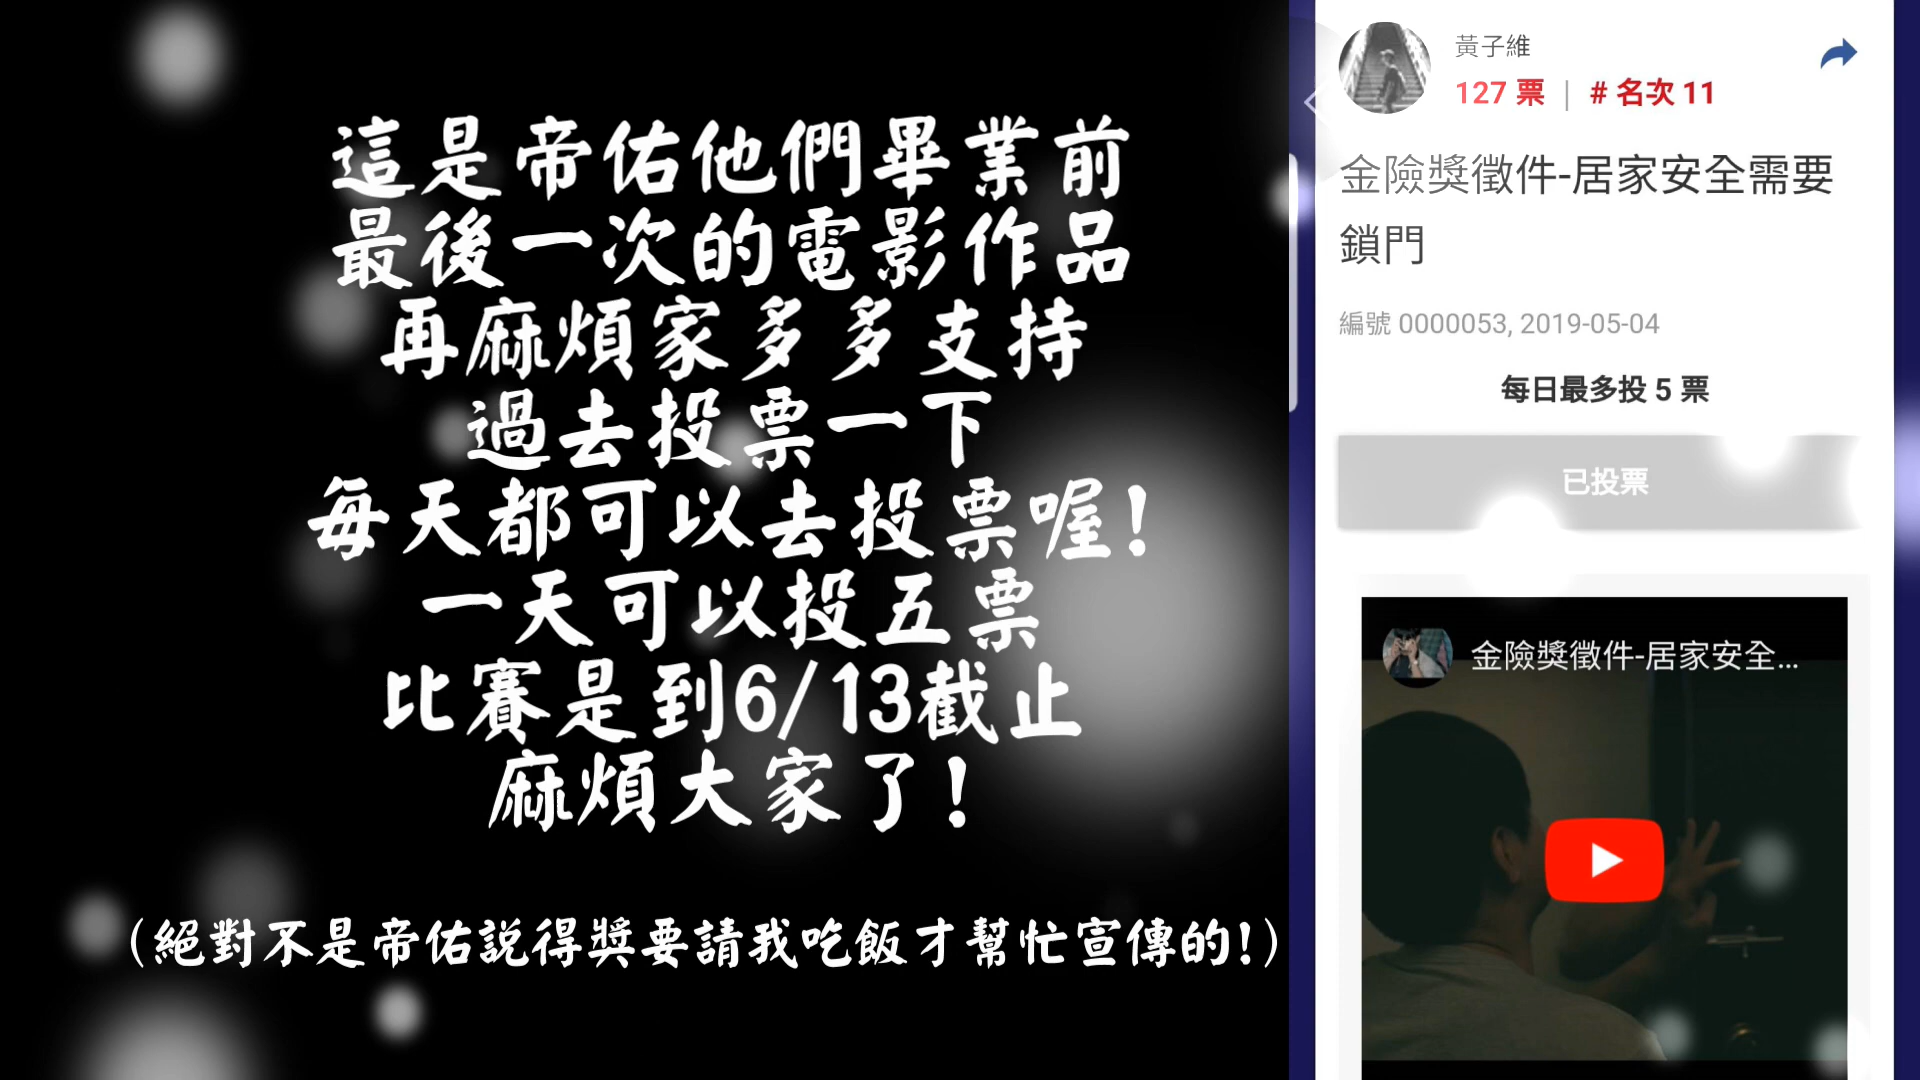 這是帝佑他們畢業前
最後一次的電影作品
再麻煩家多多支持
過去投票一下
每天都可以去投票喔!
一天可以投五票
比賽是到6/13截止
麻煩大家了!
(絕對不是帝佑說得獎要請我吃飯才幫忙宣傳的!)
黃子維
127 票 | # 名次 11
金險獎徵件-居家安全需要
鎖門
編號 0000053, 2019-05-04
每日最多投 5 票
已投票
金險獎徵件-居家安全...